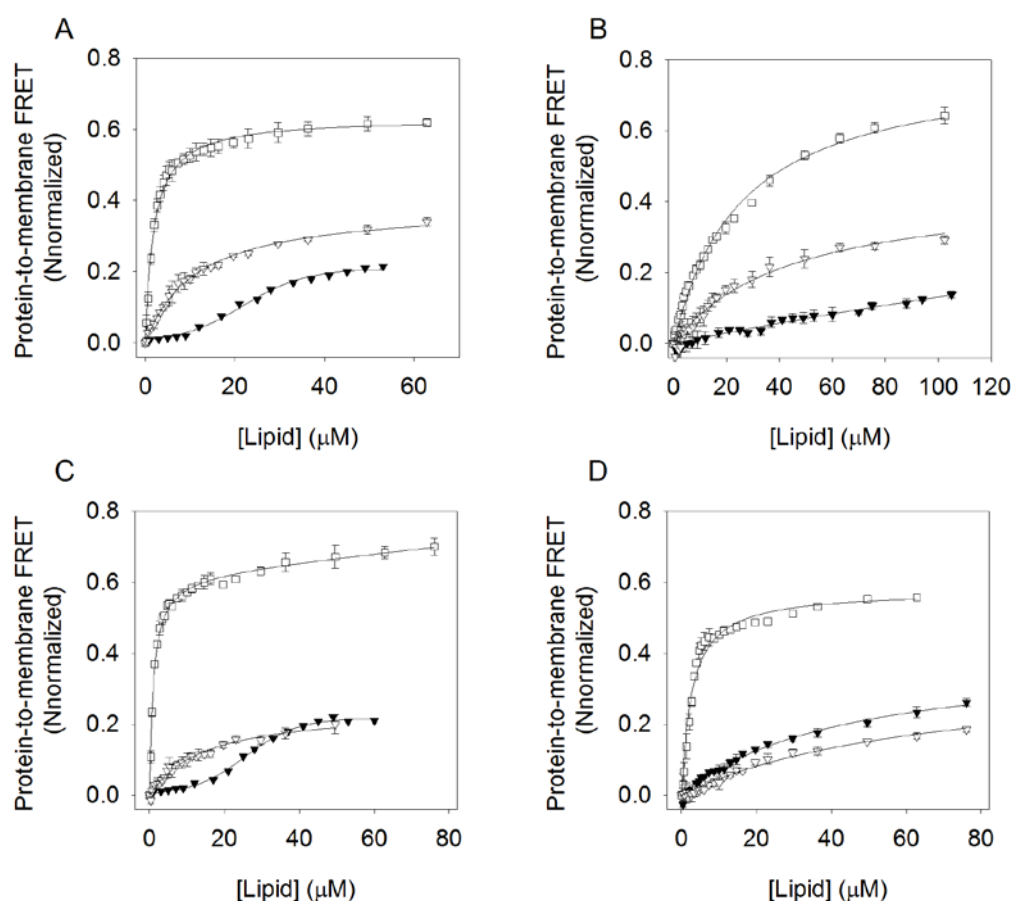 A
Protein-to-membrane FRET
(Nnormalized)
0.8
0.6
0.4
0.2
0.0
0 20 40 60
[Lipid] (μM)
B
Protein-to-membrane FRET
(Nnormalized)
0.8
0.6
0.4
0.2
0.0
0 20 40 60 80 100 120
[Lipid] (μM)
C
Protein-to-membrane FRET
(Nnormalized)
0.8
0.6
0.4
0.2
0.0
0 20 40 60 80
[Lipid] (μM)
D
Protein-to-membrane FRET
(Nnormalized)
0.8
0.6
0.4
0.2
0.0
0 20 40 60 80
[Lipid] (μM)